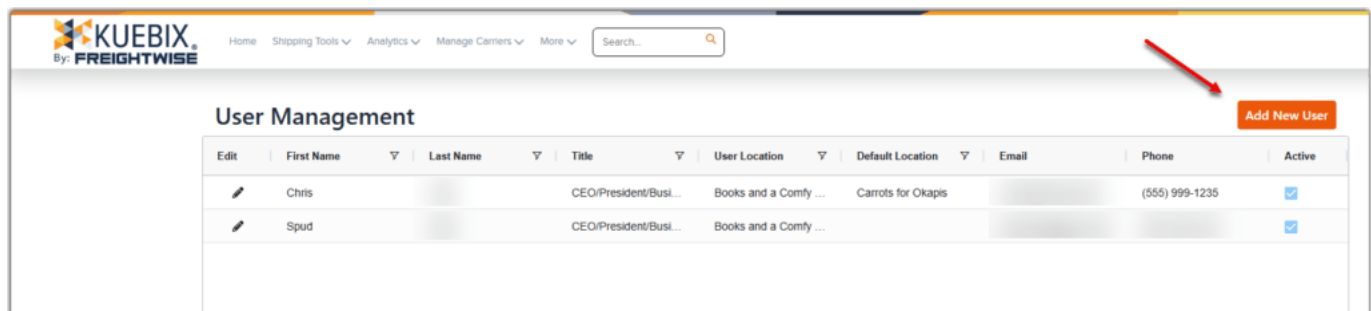 KUEBIX®
By: FREIGHTWISE
Home Shipping Tools Analytics Manage Carriers More Search...
User Management
Add New User
Edit First Name Last Name Title User Location Default Location Email Phone Active
Chris CEO/President/Busi... Books and a Comfy ... Carrots for Okapis (555) 999-1235
Spud CEO/President/Busi... Books and a Comfy ...